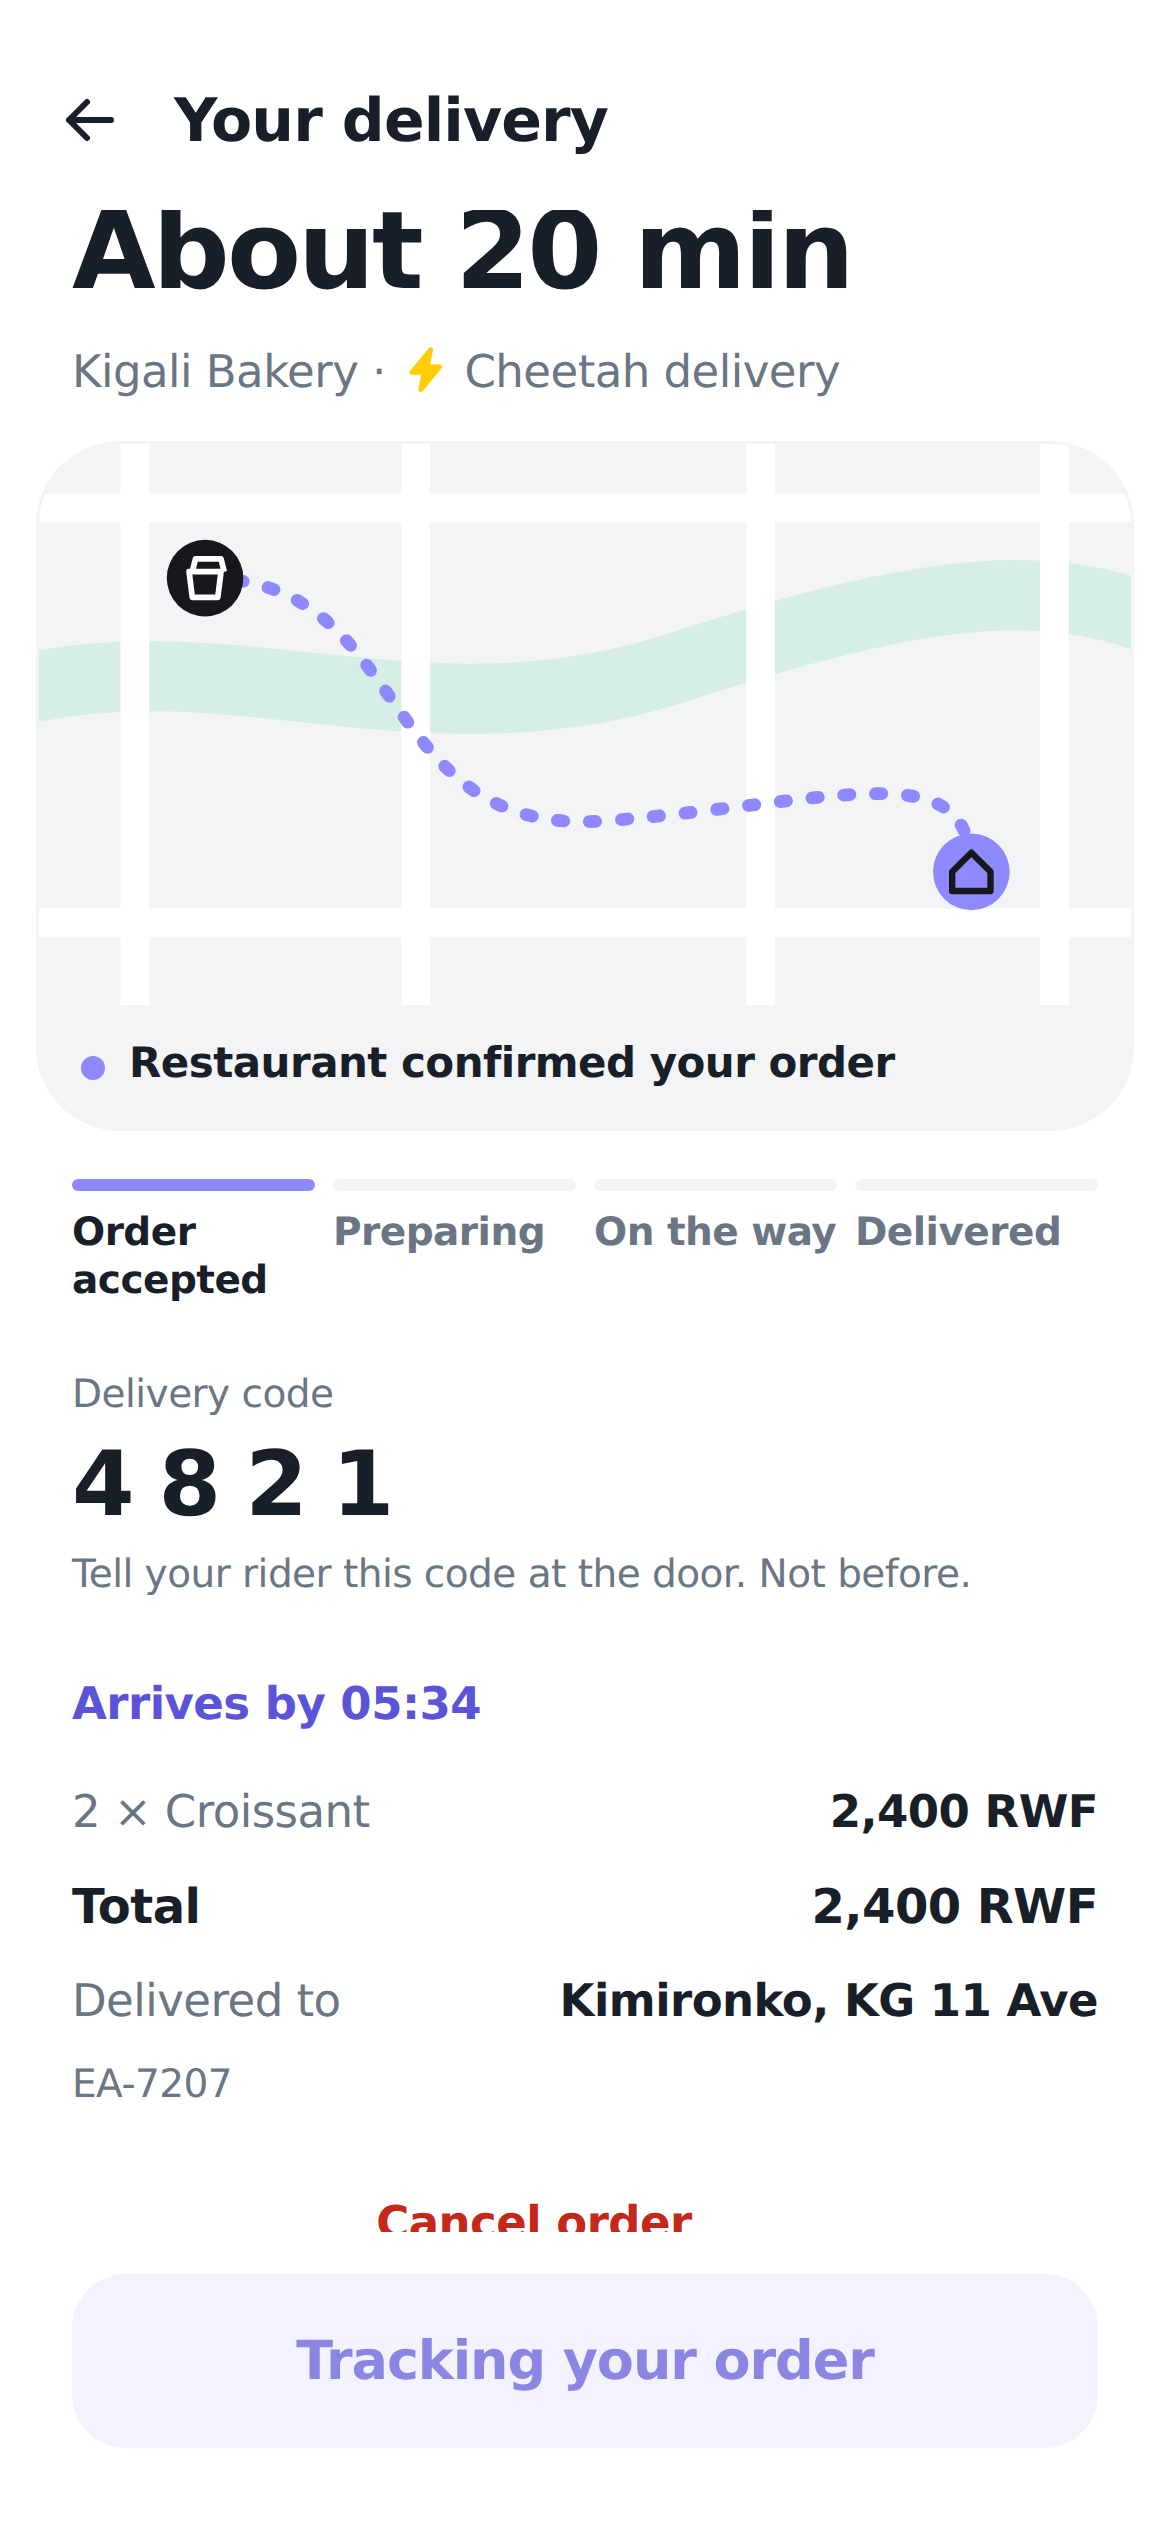 Your delivery
About 20 min
Kigali Bakery · Cheetah delivery
Restaurant confirmed your order
Order accepted
Preparing
On the way
Delivered
Delivery code
4 8 2 1
Tell your rider this code at the door. Not before.
Arrives by 05:34
2 × Croissant 2,400 RWF
Total 2,400 RWF
Delivered to Kimironko, KG 11 Ave
EA-7207
Cancel order
Tracking your order